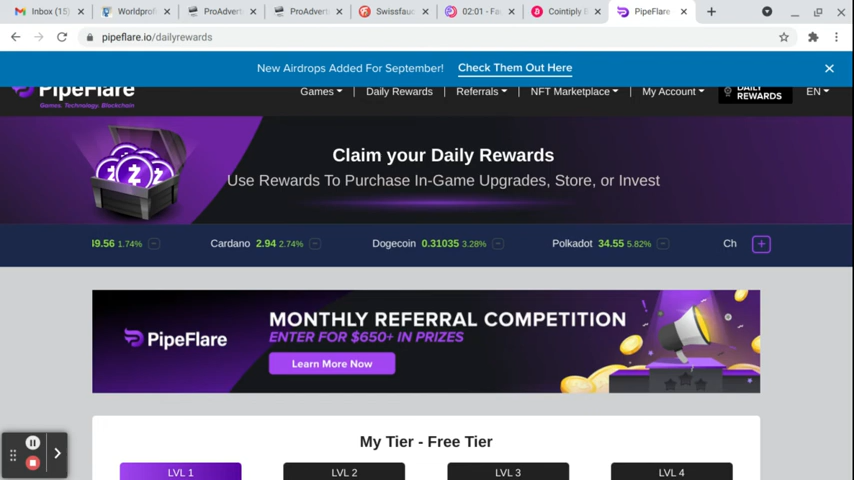 Inbox (15)
Worldprofi
ProAdvert
ProAdvert
Swissfauc
02:01 - Fa
Cointiply
PipeFlare
pipeflare.io/dailyrewards
New Airdrops Added For September! Check Them Out Here
PipeFlare
Games. Technology. Blockchain
Games
Daily Rewards
Referrals
NFT Marketplace
My Account
DAILY
REWARDS
EN
Claim your Daily Rewards
Use Rewards To Purchase In-Game Upgrades, Store, or Invest
49.56 1.74%
Cardano 2.94 2.74%
Dogecoin 0.31035 3.28%
Polkadot 34.55 5.82%
Ch
PipeFlare
MONTHLY REFERRAL COMPETITION
ENTER FOR $650+ IN PRIZES
Learn More Now
My Tier - Free Tier
LVL 1
LVL 2
LVL 3
LVL 4